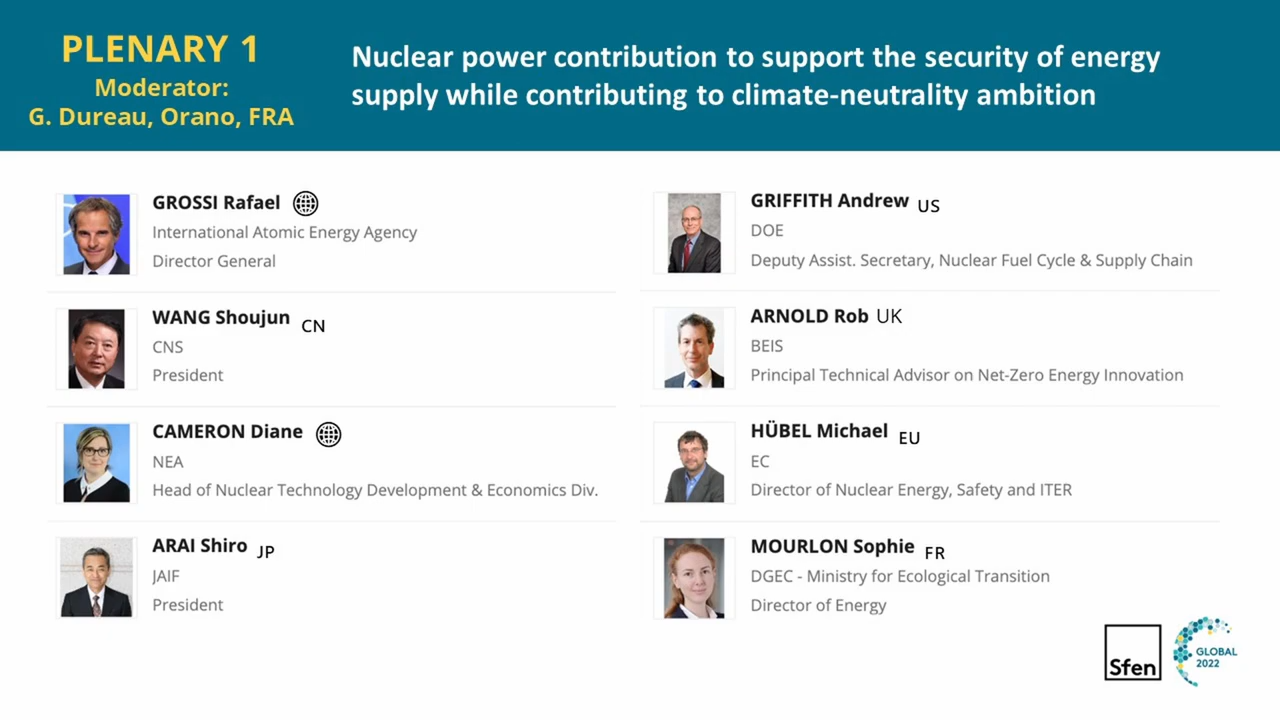 PLENARY 1
Moderator:
G. Dureau, Orano, FRA
Nuclear power contribution to support the security of energy
supply while contributing to climate-neutrality ambition
GROSSI Rafael
International Atomic Energy Agency
Director General
WANG Shoujun CN
CNS
President
CAMERON Diane
NEA
Head of Nuclear Technology Development & Economics Div.
ARAI Shiro JP
JAIF
President
GRIFFITH Andrew US
DOE
Deputy Assist. Secretary, Nuclear Fuel Cycle & Supply Chain
ARNOLD Rob UK
BEIS
Principal Technical Advisor on Net-Zero Energy Innovation
HÜBEL Michael EU
EC
Director of Nuclear Energy, Safety and ITER
MOURLON Sophie FR
DGEC - Ministry for Ecological Transition
Director of Energy
Sfen
GLOBAL
2022